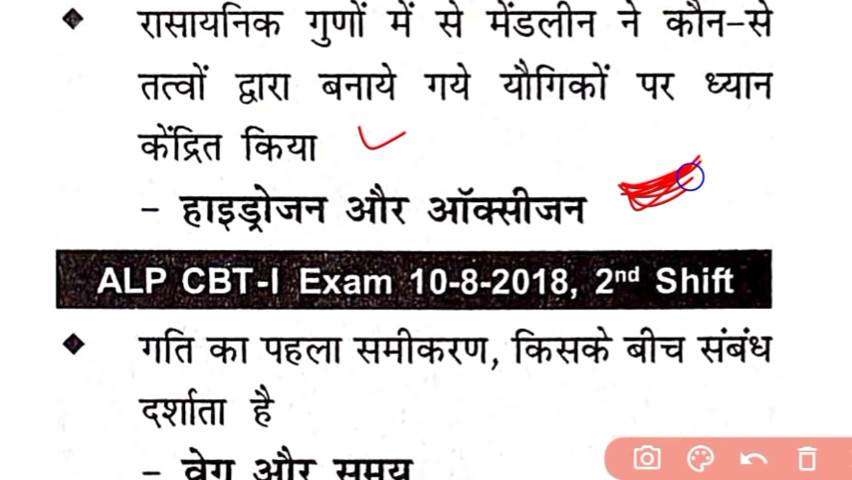 रासायनिक गुणों में से मेंडलीन ने कौन-से
तत्वों द्वारा बनाये गये यौगिकों पर ध्यान
केंद्रित किया
- हाइड्रोजन और ऑक्सीजन
ALP CBT-I Exam 10-8-2018, 2nd Shift
गति का पहला समीकरण, किसके बीच संबंध
दर्शाता है
- वेग और समय